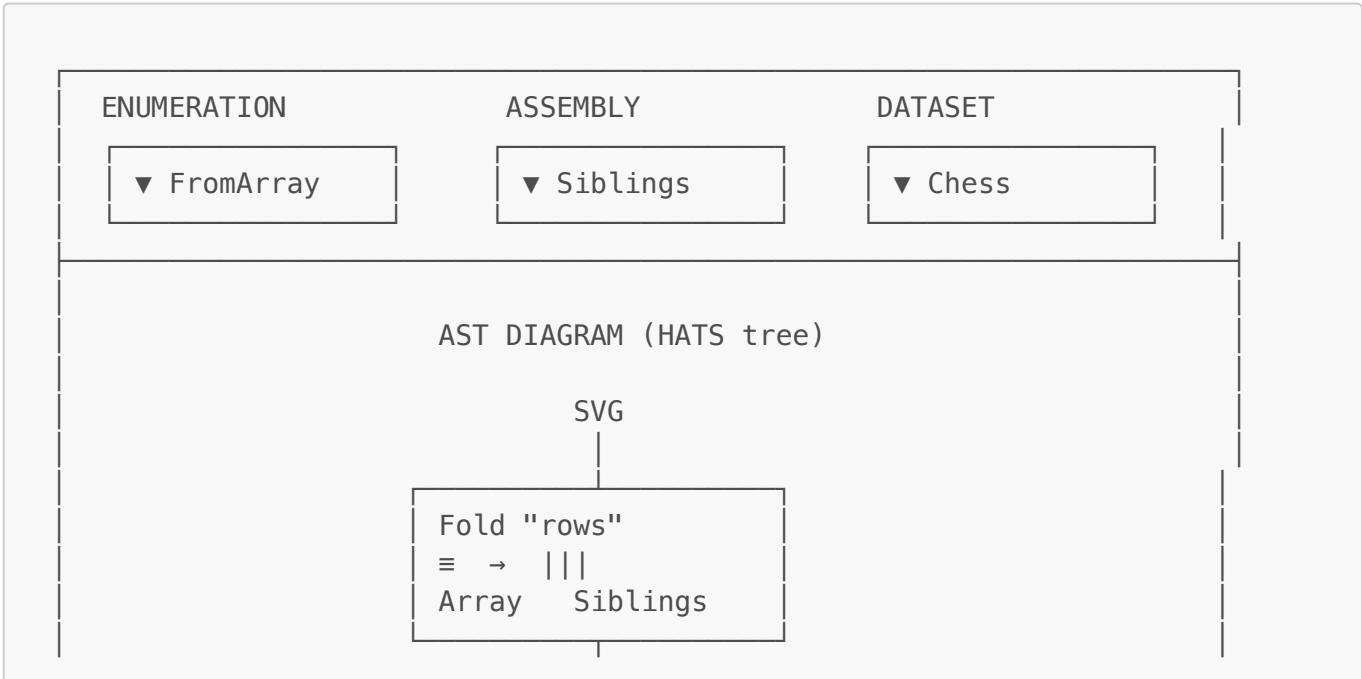 ENUMERATION ASSEMBLY DATASET
▼ FromArray ▼ Siblings ▼ Chess
AST DIAGRAM (HATS tree)
SVG
Fold "rows"
≡ → |||
Array Siblings